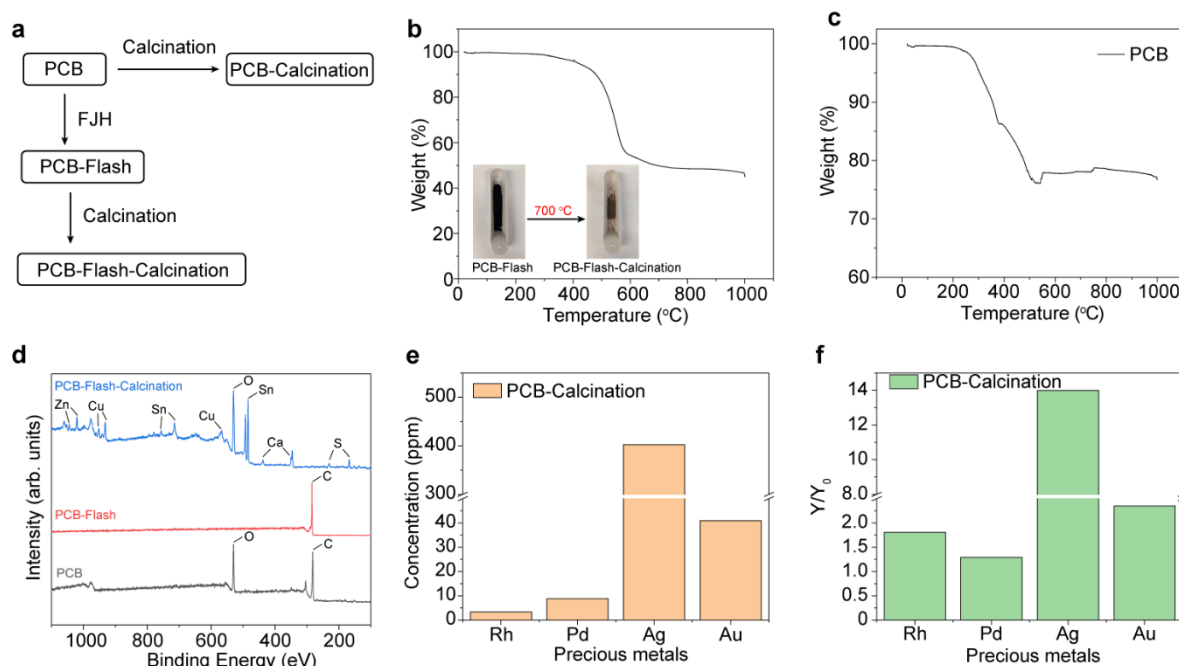 a
Calcination
PCB
PCB-Calcination
FJH
PCB-Flash
Calcination
PCB-Flash-Calcination
b
100
80
60
40
20
0
Weight (%)
700 °C
PCB-Flash
PCB-Flash-Calcination
0 200 400 600 800 1000
Temperature (°C)
c
100
90
80
70
60
Weight (%)
PCB
0 200 400 600 800 1000
Temperature (°C)
d
PCB-Flash-Calcination
Zn
Cu
Sn
Cu
O
Sn
Ca
S
PCB-Flash
C
PCB
O
C
Intensity (arb. units)
1000 800 600 400 200
Binding Energy (eV)
e
PCB-Calcination
500
400
300
40
30
20
10
0
Concentration (ppm)
Rh Pd Ag Au
Precious metals
f
PCB-Calcination
14
12
10
8.0
2.0
1.5
1.0
0.5
0.0
Y/Y₀
Rh Pd Ag Au
Precious metals